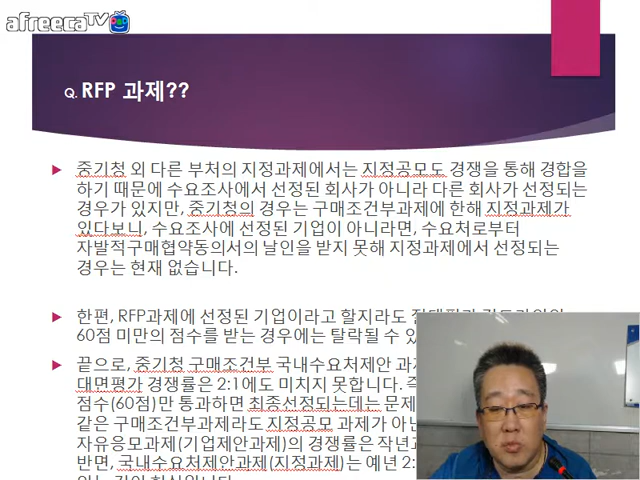 afreecaTV
Q. RFP 과제??
중기청 외 다른 부처의 지정과제에서는 지정공모도 경쟁을 통해 경합을
하기 때문에 수요조사에서 선정된 회사가 아니라 다른 회사가 선정되는
경우가 있지만, 중기청의 경우는 구매조건부과제에 한해 지정과제가
있다보니, 수요조사에 선정된 기업이 아니라면, 수요처로부터
자발적구매협약동의서의 날인을 받지 못해 지정과제에서 선정되는
경우는 현재 없습니다.
한편, RFP과제에 선정된 기업이라고 할지라도
60점 미만의 점수를 받는 경우에는 탈락될 수
끝으로, 중기청 구매조건부 국내수요처제안
대면평가 경쟁률은 2:1에도 미치지 못합니다.
점수(60점)만 통과하면 최종선정되는데는 문제
같은 구매조건부과제라도 지정공모 과제가
자유응모과제(기업제안과제)의 경쟁률은
반면, 국내수요처제안과제(지정과제)는 예년